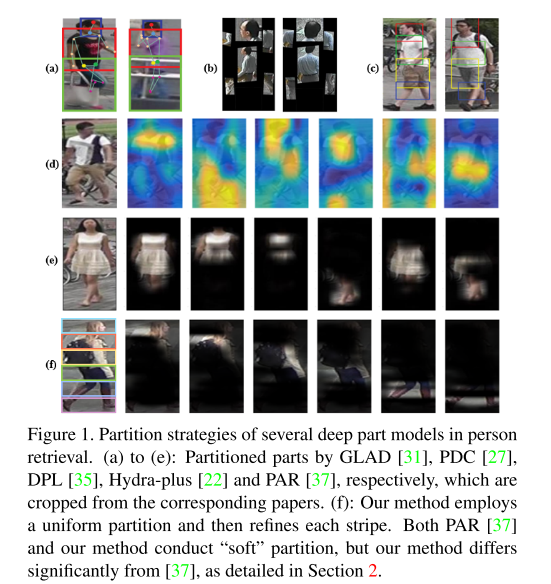 (a)
(b)
(c)
(d)
(e)
(f)
Figure 1. Partition strategies of several deep part models in person
retrieval. (a) to (e): Partitioned parts by GLAD [31], PDC [27],
DPL [35], Hydra-plus [22] and PAR [37], respectively, which are
cropped from the corresponding papers. (f): Our method employs
a uniform partition and then refines each stripe. Both PAR [37]
and our method conduct “soft” partition, but our method differs
significantly from [37], as detailed in Section 2.